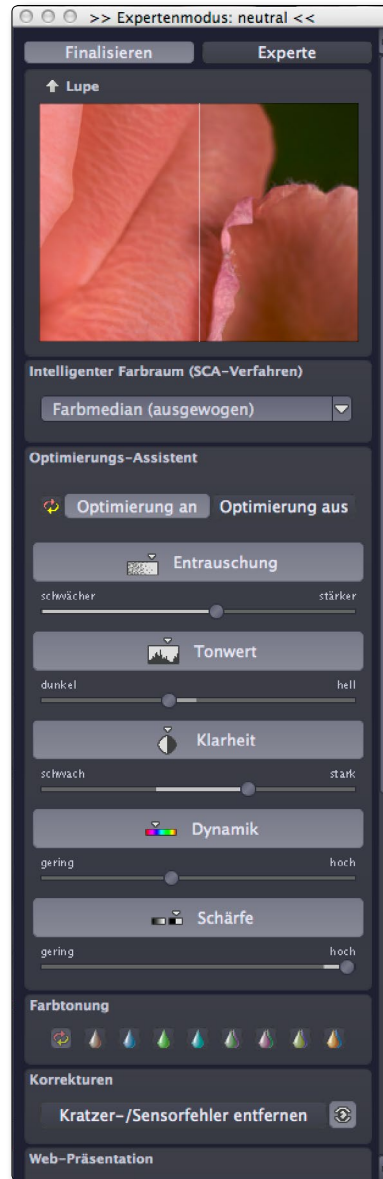 >> Expertenmodus: neutral <<
Finalisieren Experte
Lupe
Intelligenter Farbraum (SCA-Verfahren)
Farbmedian (ausgewogen)
Optimierungs-Assistent
Optimierung an Optimierung aus
Entrauschung
schwächer stärker
Tonwert
dunkel hell
Klarheit
schwach stark
Dynamik
gering hoch
Schärfe
gering hoch
Farbtonung
Korrekturen
Kratzer-/Sensorfehler entfernen
Web-Präsentation